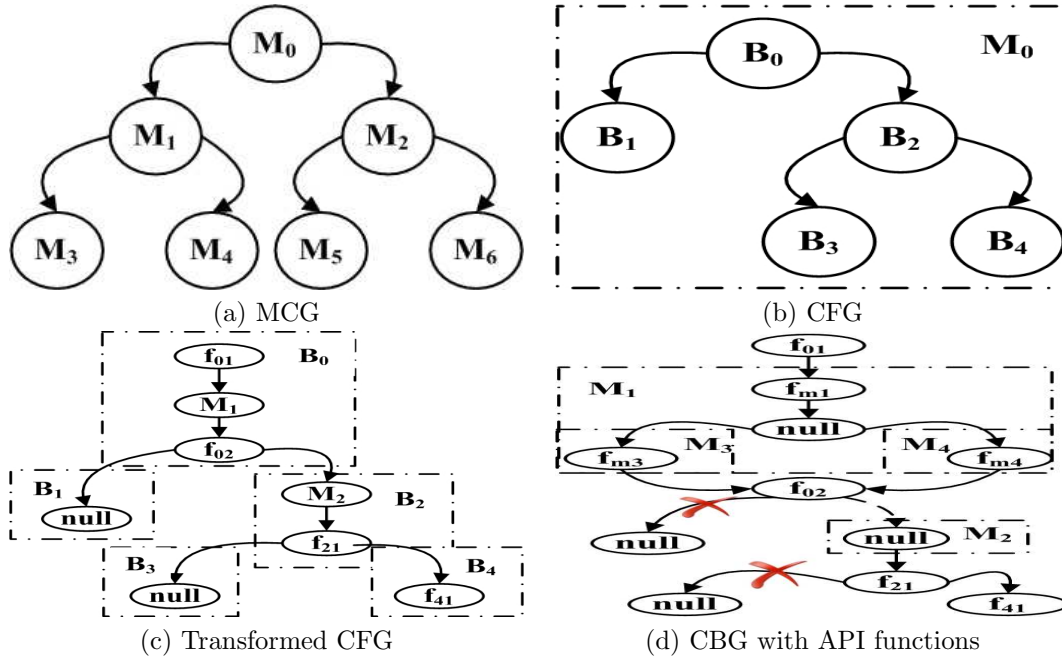 M₀
M₁
M₂
M₃
M₄
M₅
M₆
(a) MCG
M₀
B₀
B₁
B₂
B₃
B₄
(b) CFG
B₀
f₀₁
M₁
f₀₂
B₁
null
B₂
M₂
f₂₁
B₃
null
B₄
f₄₁
(c) Transformed CFG
f₀₁
M₁
fₘ₁
null
M₃
fₘ₃
M₄
fₘ₄
f₀₂
null
null
M₂
f₂₁
null
f₄₁
(d) CBG with API functions